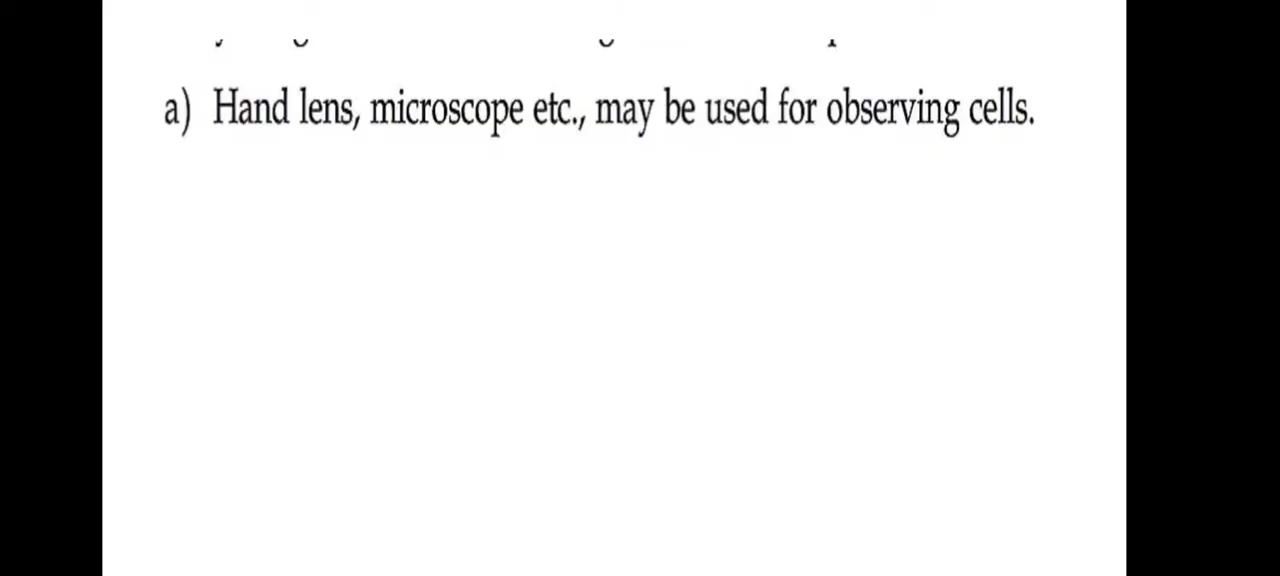 a) Hand lens, microscope etc., may be used for observing cells.